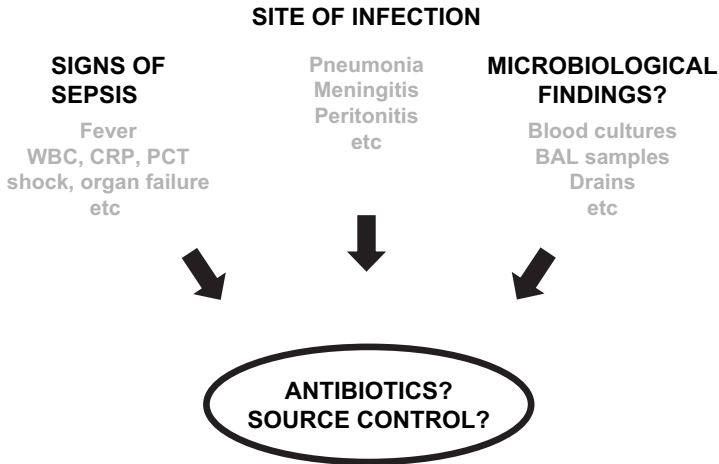 SITE OF INFECTION
SIGNS OF
SEPSIS
Fever
WBC, CRP, PCT
shock, organ failure
etc
Pneumonia
Meningitis
Peritonitis
etc
MICROBIOLOGICAL
FINDINGS?
Blood cultures
BAL samples
Drains
etc
ANTIBIOTICS?
SOURCE CONTROL?